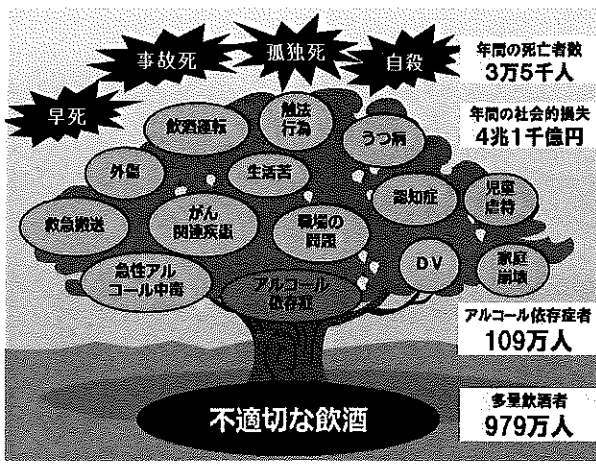 早死
事故死
孤独死
自殺
年間の死亡者数
3万5千人
年間の社会的損失
4兆1千億円
飲酒運転
触法
行為
うつ病
外傷
生活苦
認知症
児童
虐待
救急搬送
がん
関連疾患
職場の
問題
DV
家庭
崩壊
急性アル
コール中毒
アルコール
依存症
アルコール依存症者
109万人
不適切な飲酒
多量飲酒者
979万人